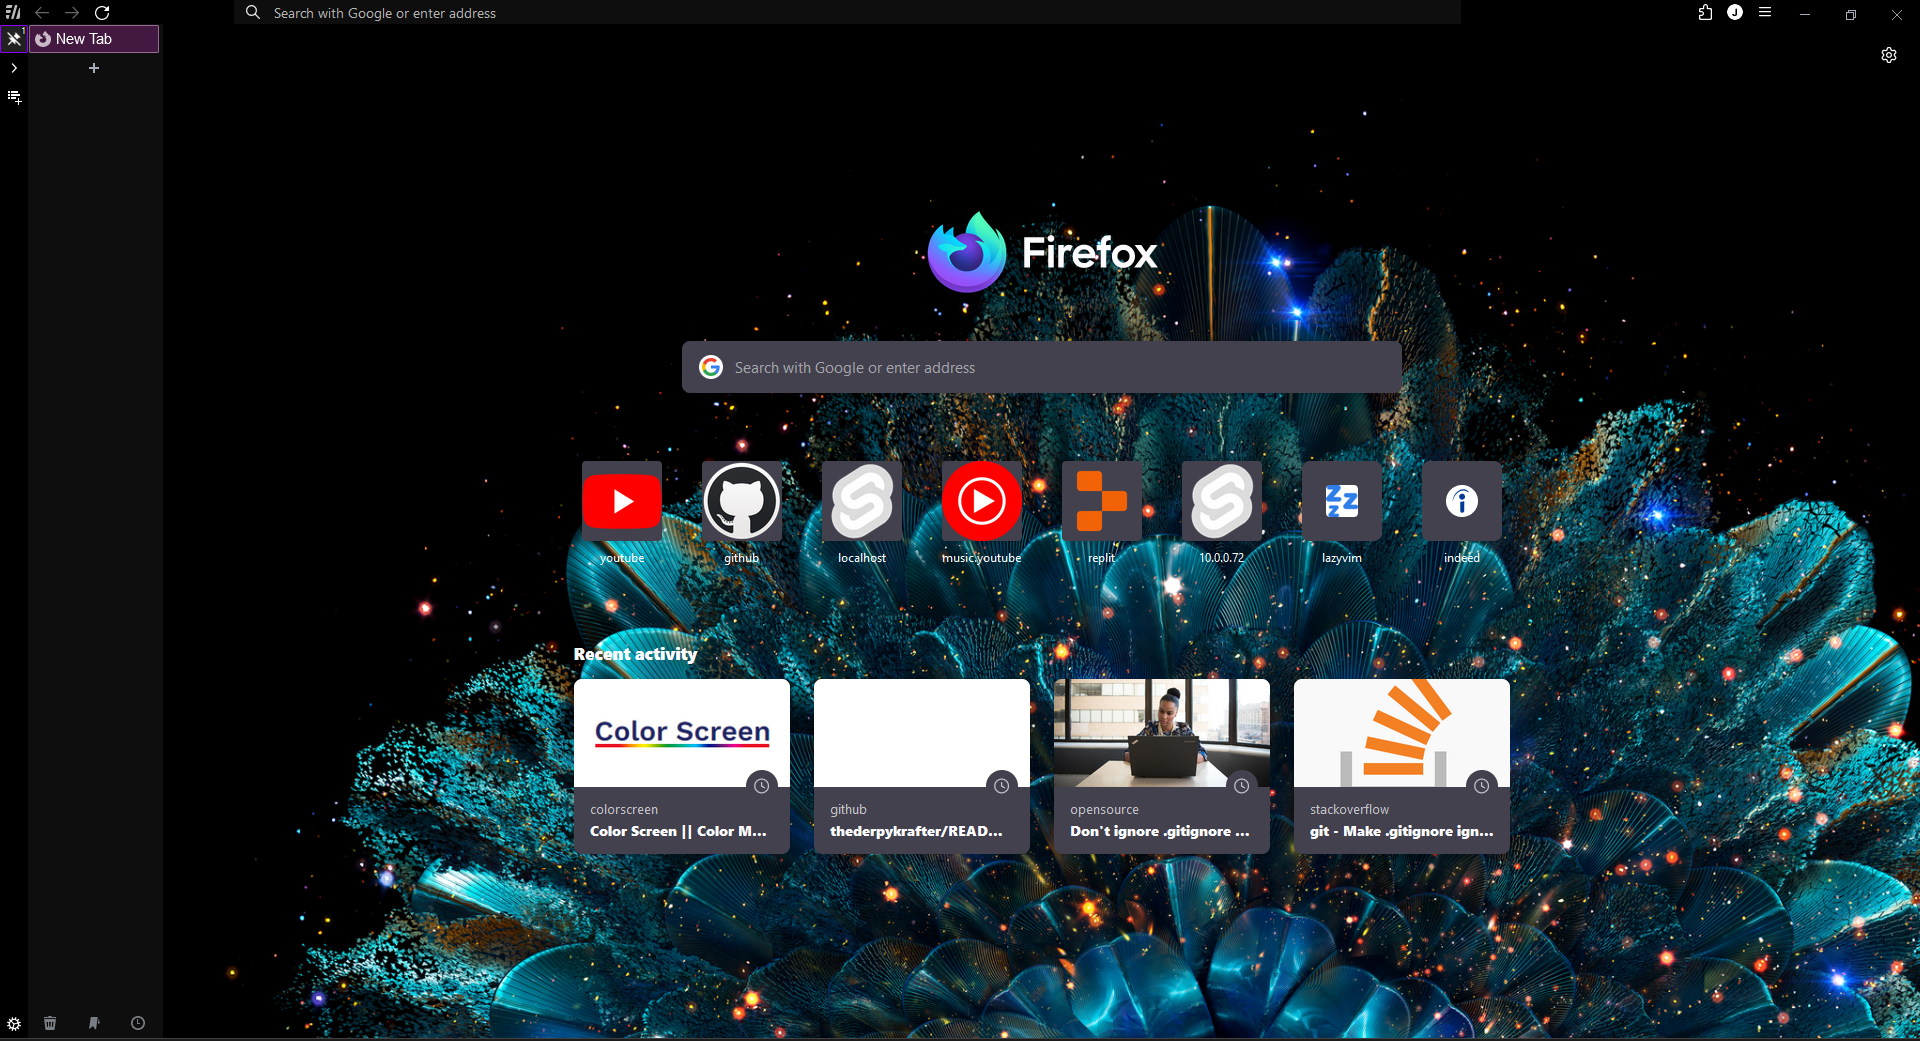 Search with Google or enter address
J
1
New Tab
Firefox
Search with Google or enter address
youtube
github
localhost
music.youtube
replit
10.0.0.72
lazyvim
indeed
Recent activity
Color Screen
colorscreen
Color Screen || Color M...
github
thederpykrafter/READ...
opensource
Don't ignore .gitignore ...
stackoverflow
git - Make .gitignore ign...